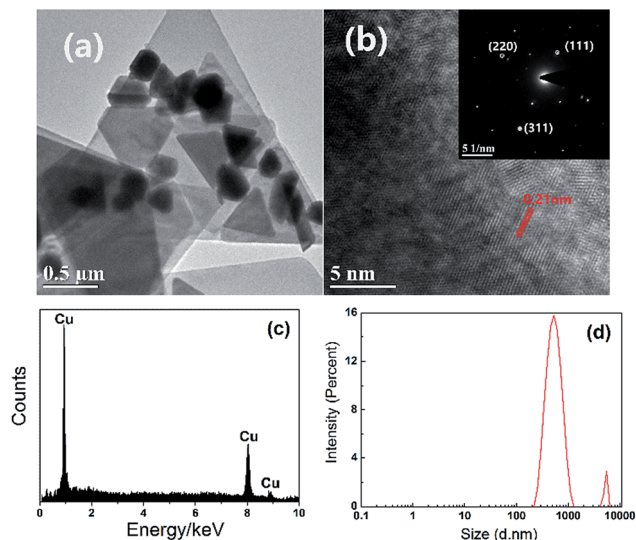 (a)
0.5 μm
(b)
(220)
(111)
(311)
5 1/nm
0.21nm
5 nm
(c)
Cu
Cu
Cu
Counts
0 2 4 6 8 10
Energy/keV
(d)
Intensity (Percent)
16
12
8
4
0
0.1 1 10 100 1000 10000
Size (d.nm)